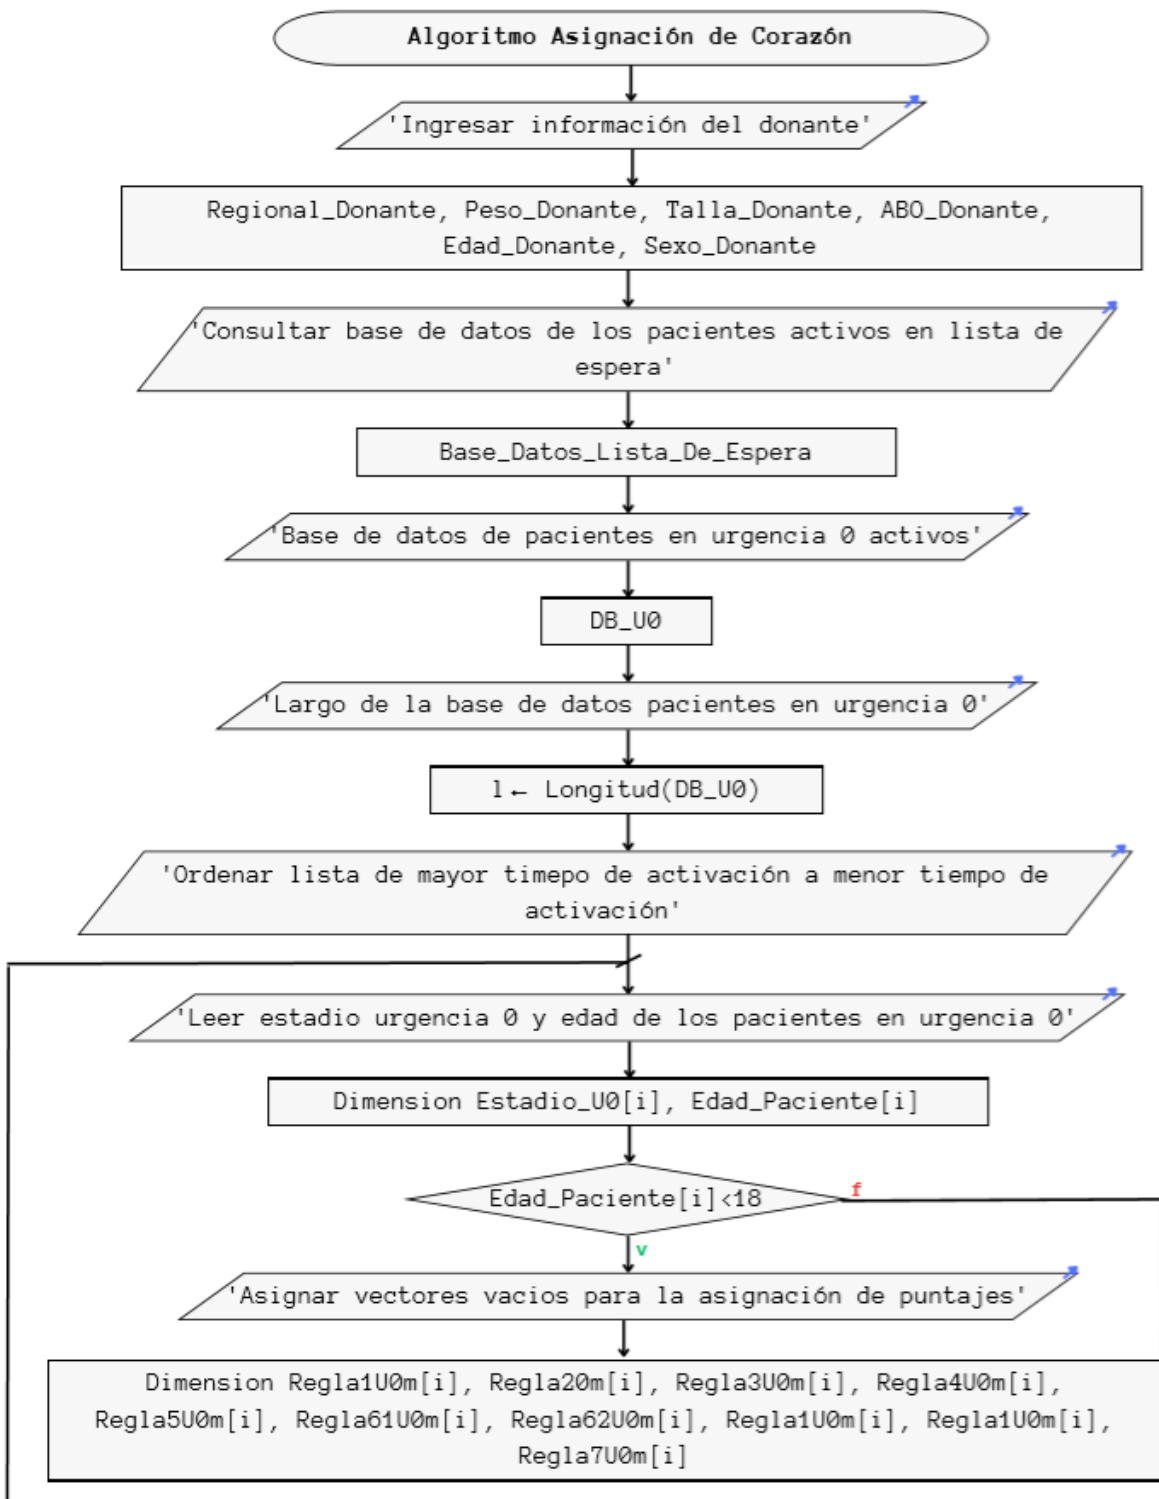 Algoritmo Asignación de Corazón
'Ingresar información del donante'
Regional_Donante, Peso_Donante, Talla_Donante, ABO_Donante,
Edad_Donante, Sexo_Donante
'Consultar base de datos de los pacientes activos en lista de
espera'
Base_Datos_Lista_De_Espera
'Base de datos de pacientes en urgencia 0 activos'
DB_U0
'Largo de la base de datos pacientes en urgencia 0'
l← Longitud(DB_U0)
'Ordenar lista de mayor timepo de activación a menor tiempo de
activación'
'Leer estadio urgencia 0 y edad de los pacientes en urgencia 0'
Dimension Estadio_U0[i], Edad_Paciente[i]
Edad_Paciente[i]<18
f
v
'Asignar vectores vacios para la asignación de puntajes'
Dimension Regla1U0m[i], Regla20m[i], Regla3U0m[i], Regla4U0m[i],
Regla5U0m[i], Regla61U0m[i], Regla62U0m[i], Regla1U0m[i], Regla1U0m[i],
Regla7U0m[i]